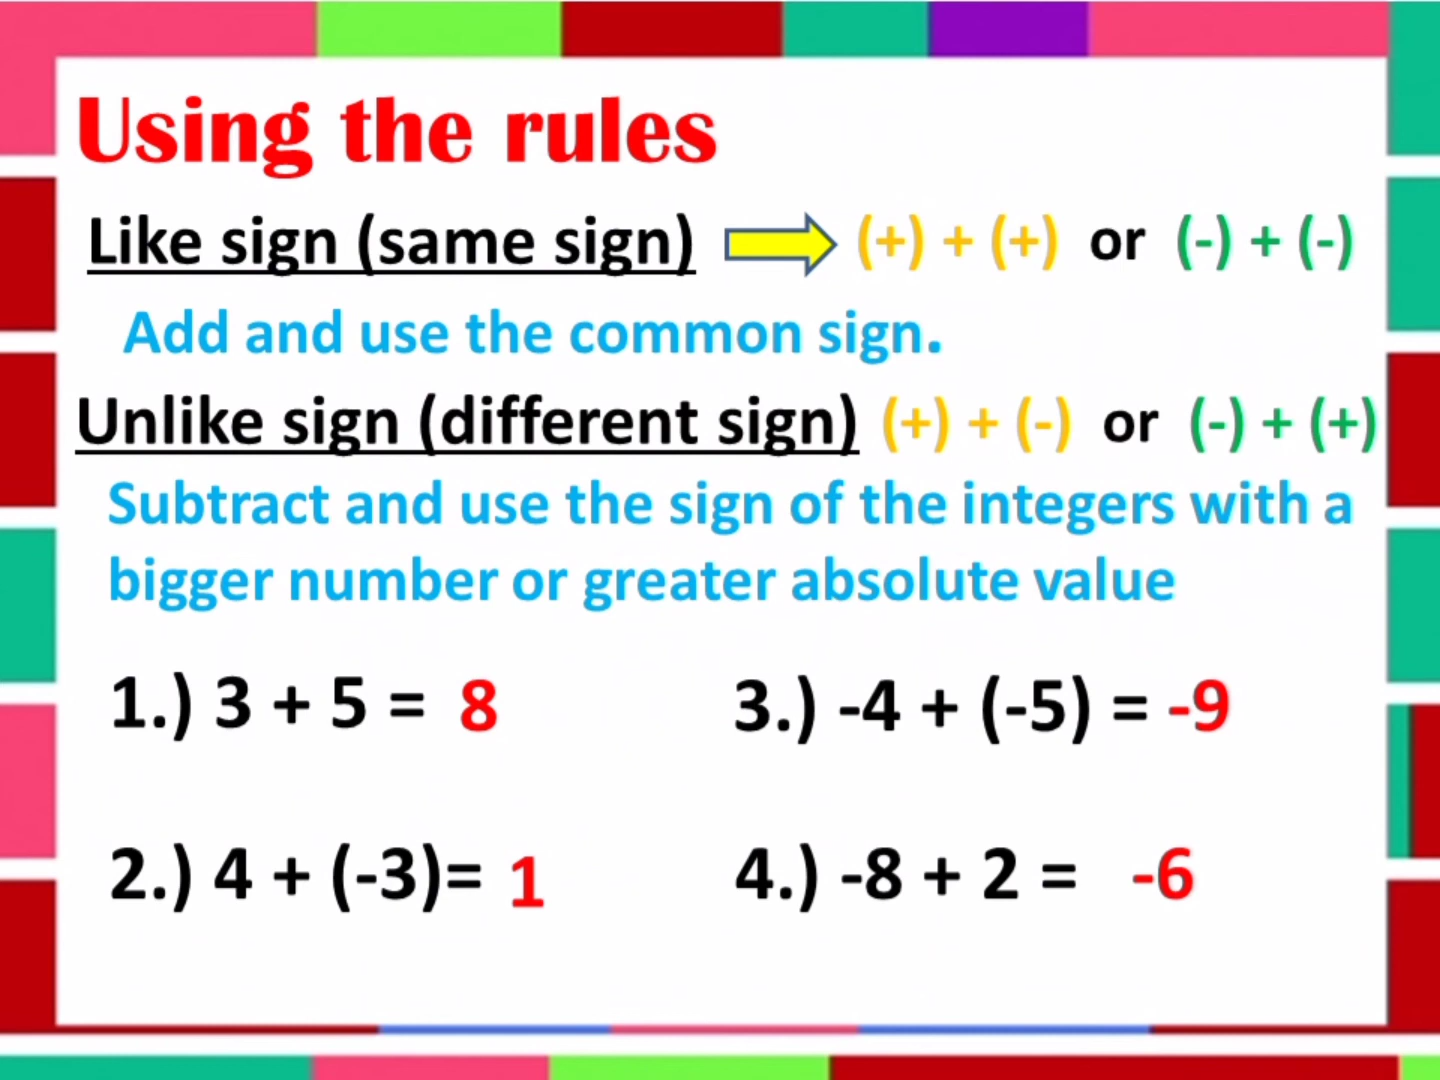 Using the rules
Like sign (same sign) (+) + (+) or (-) + (-)
Add and use the common sign.
Unlike sign (different sign) (+) + (-) or (-) + (+)
Subtract and use the sign of the integers with a
bigger number or greater absolute value
1.) 3 + 5 = 8
3.) -4 + (-5) = -9
2.) 4 + (-3)= 1
4.) -8 + 2 = -6